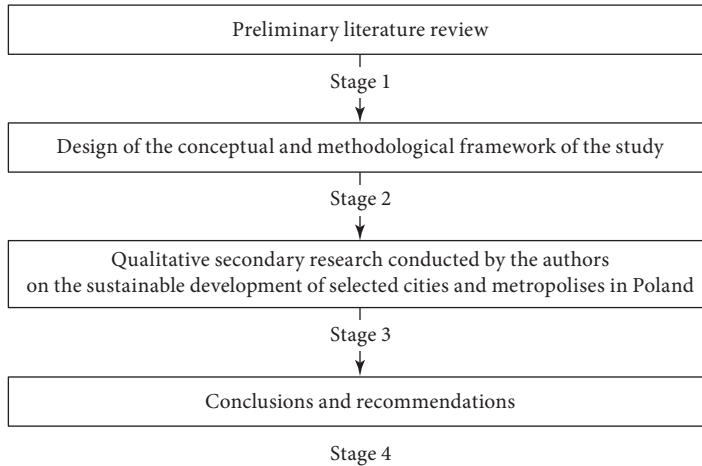 Preliminary literature review
Stage 1
Design of the conceptual and methodological framework of the study
Stage 2
Qualitative secondary research conducted by the authors
on the sustainable development of selected cities and metropolises in Poland
Stage 3
Conclusions and recommendations
Stage 4